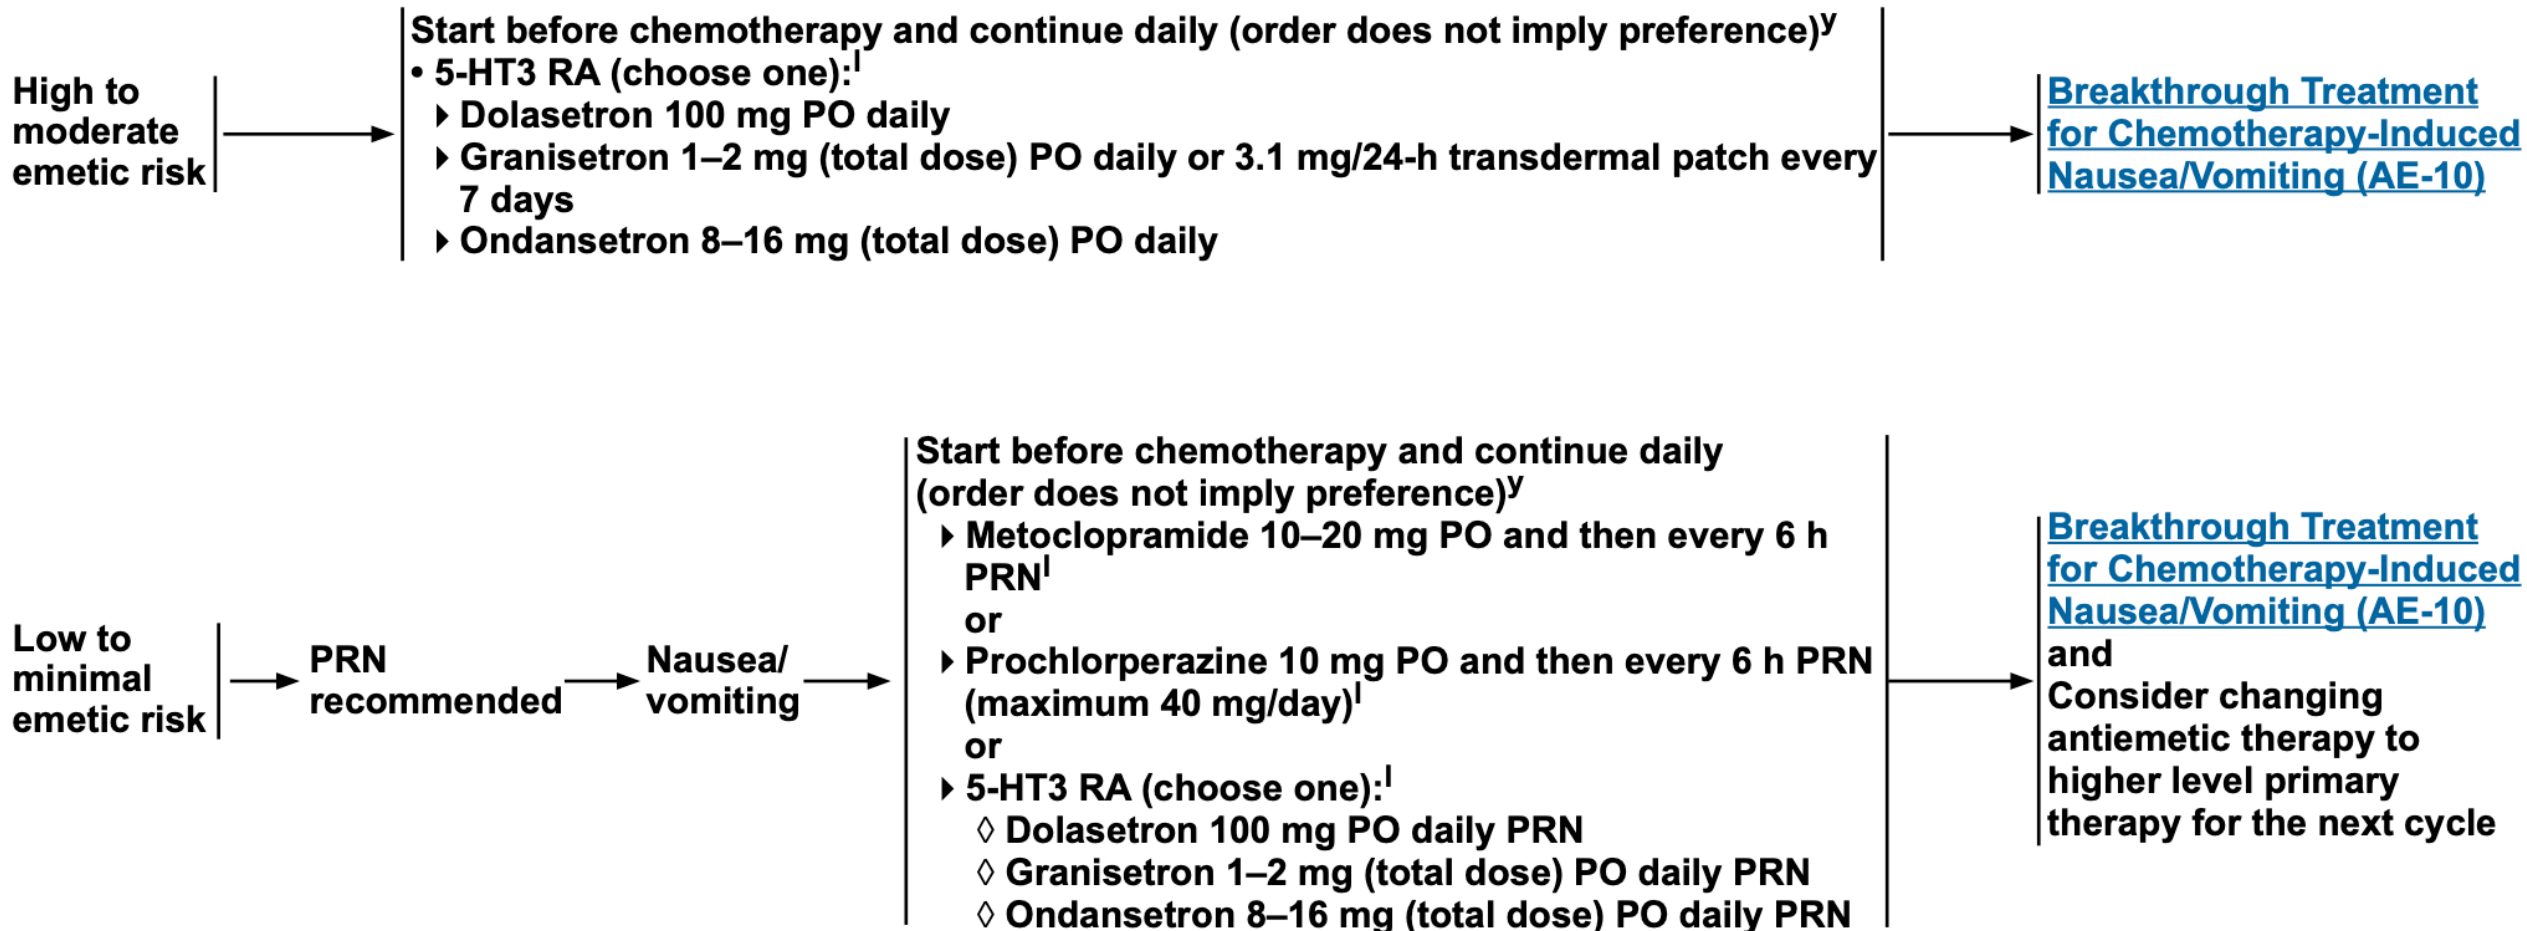 High to
moderate
emetic risk
Start before chemotherapy and continue daily (order does not imply preference)y
• 5-HT3 RA (choose one):l
▸ Dolasetron 100 mg PO daily
▸ Granisetron 1–2 mg (total dose) PO daily or 3.1 mg/24-h transdermal patch every
7 days
▸ Ondansetron 8–16 mg (total dose) PO daily
Breakthrough Treatment
for Chemotherapy-Induced
Nausea/Vomiting (AE-10)
Low to
minimal
emetic risk
PRN
recommended
Nausea/
vomiting
Start before chemotherapy and continue daily
(order does not imply preference)y
▸ Metoclopramide 10–20 mg PO and then every 6 h
PRNl
or
▸ Prochlorperazine 10 mg PO and then every 6 h PRN
(maximum 40 mg/day)l
or
▸ 5-HT3 RA (choose one):l
◊ Dolasetron 100 mg PO daily PRN
◊ Granisetron 1–2 mg (total dose) PO daily PRN
◊ Ondansetron 8–16 mg (total dose) PO daily PRN
Breakthrough Treatment
for Chemotherapy-Induced
Nausea/Vomiting (AE-10)
and
Consider changing
antiemetic therapy to
higher level primary
therapy for the next cycle